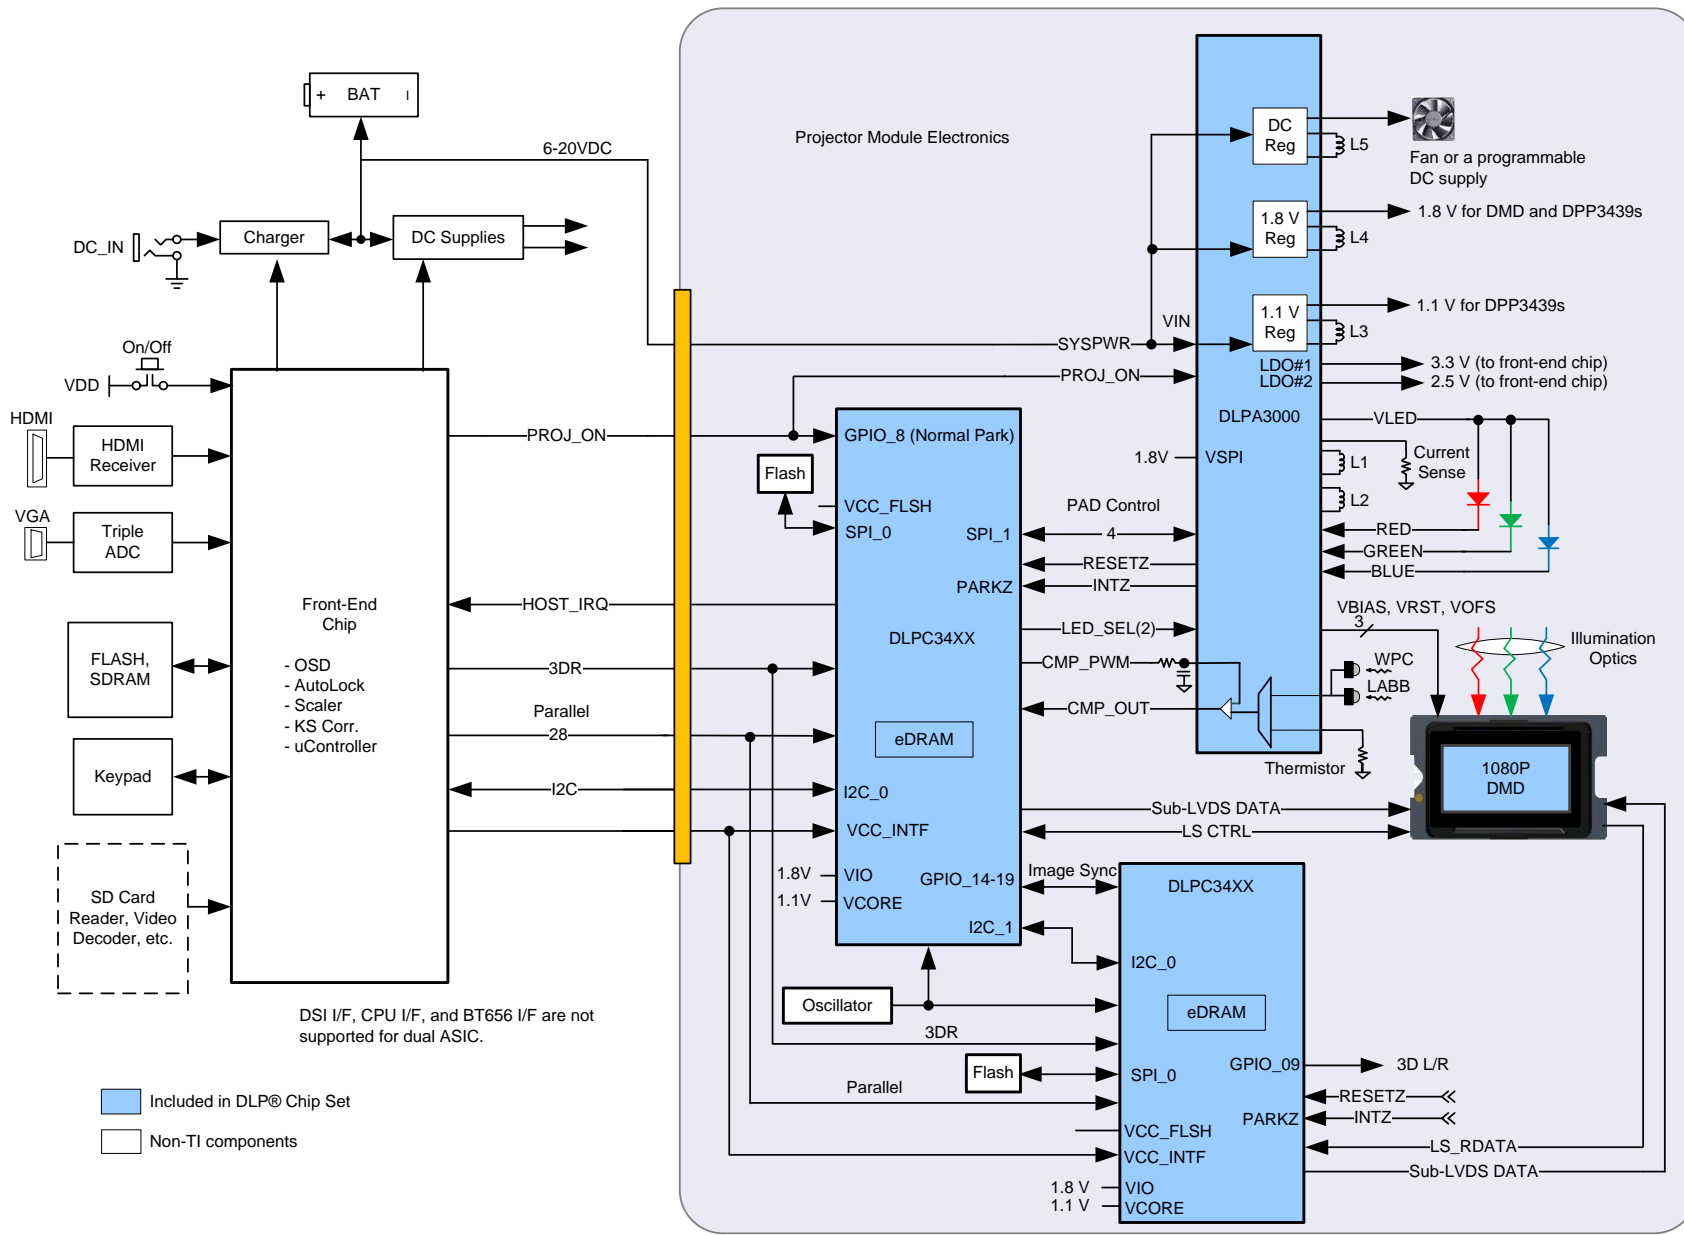 + BAT I
6-20VDC
Projector Module Electronics
DC
Reg
L5
Fan or a programmable
DC supply
DC_IN
Charger
DC Supplies
1.8 V
Reg
L4
1.8 V for DMD and DPP3439s
1.1 V
Reg
L3
1.1 V for DPP3439s
VIN
SYSPWR
PROJ_ON
LDO#1
LDO#2
3.3 V (to front-end chip)
2.5 V (to front-end chip)
DLPA3000
VLED
1.8V
VSPI
L1
L2
Current
Sense
RED
GREEN
BLUE
On/Off
VDD
HDMI
HDMI
Receiver
VGA
Triple
ADC
FLASH,
SDRAM
Keypad
SD Card
Reader, Video
Decoder, etc.
Front-End
Chip
- OSD
- AutoLock
- Scaler
- KS Corr.
- uController
PROJ_ON
HOST_IRQ
3DR
Parallel
28
I2C
GPIO_8 (Normal Park)
Flash
VCC_FLSH
SPI_0
SPI_1
PAD Control
4
RESETZ
PARKZ
INTZ
DLPC34XX
LED_SEL(2)
CMP_PWM
CMP_OUT
eDRAM
I2C_0
VCC_INTF
1.8V
VIO
1.1V
VCORE
GPIO_14-19
I2C_1
VBIAS, VRST, VOFS
3
WPC
LABB
Thermistor
Illumination
Optics
1080P
DMD
Sub-LVDS DATA
LS CTRL
Image Sync
DLPC34XX
I2C_0
Oscillator
eDRAM
3DR
Flash
SPI_0
Parallel
GPIO_09
3D L/R
RESETZ
PARKZ
INTZ
VCC_FLSH
VCC_INTF
LS_RDATA
Sub-LVDS DATA
1.8 V
VIO
1.1 V
VCORE
DSI I/F, CPU I/F, and BT656 I/F are not
supported for dual ASIC.
Included in DLP® Chip Set
Non-TI components